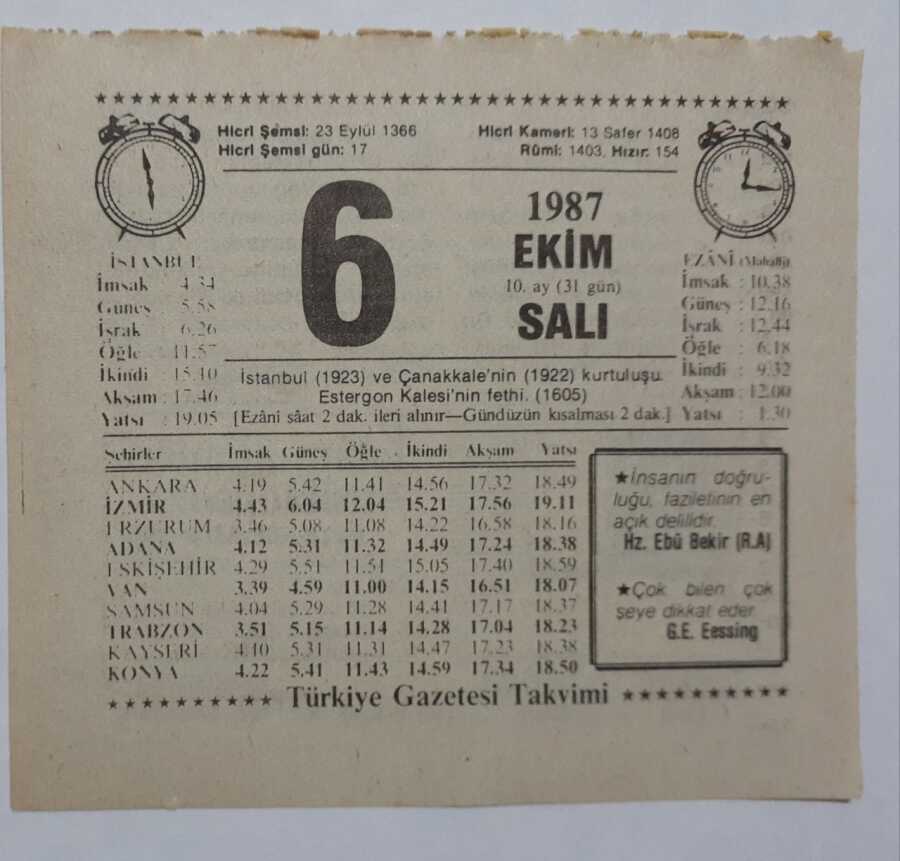 Hicri Şemsi: 23 Eylül 1366
Hicri Şemsi gün: 17
Hicri Kameri: 13 Safer 1408
Rûmi: 1403, Hızır: 154
6
1987
EKİM
10. ay (31 gün)
SALI
İSTANBUL
İmsak : 4.34
Güneş : 5.58
İşrak : 6.26
Öğle : 11.57
İkindi : 15.10
Akşam : 17.46
Yatsı : 19.05
EZÂNİ (Mahalli)
İmsak : 10.38
Güneş : 12.16
İşrak : 12.44
Öğle : 6.18
İkindi : 9.32
Akşam : 12.00
Yatsı : 1.30
İstanbul (1923) ve Çanakkale'nin (1922) kurtuluşu.
Estergon Kalesi'nin fethi. (1605)
[Ezâni sâat 2 dak. ileri alınır—Gündüzün kısalması 2 dak.]
Şehirler İmsak Güneş Öğle İkindi Akşam Yatsı
ANKARA 4.19 5.42 11.41 14.56 17.32 18.49
İZMİR 4.43 6.04 12.04 15.21 17.56 19.11
ERZURUM 3.46 5.08 11.08 14.22 16.58 18.16
ADANA 4.12 5.31 11.32 14.49 17.24 18.38
ESKİŞEHİR 4.29 5.51 11.51 15.05 17.40 18.59
VAN 3.39 4.59 11.00 14.15 16.51 18.07
SAMSUN 4.04 5.29 11.28 14.41 17.17 18.37
TRABZON 3.51 5.15 11.14 14.28 17.04 18.23
KAYSERİ 4.10 5.31 11.31 14.47 17.23 18.38
KONYA 4.22 5.41 11.43 14.59 17.34 18.50
★İnsanın doğru-
luğu, faziletinin en
açık delilidir.
Hz. Ebû Bekir (R.A)
★Çok bilen çok
şeye dikkat eder.
G.E. Eessing
Türkiye Gazetesi Takvimi